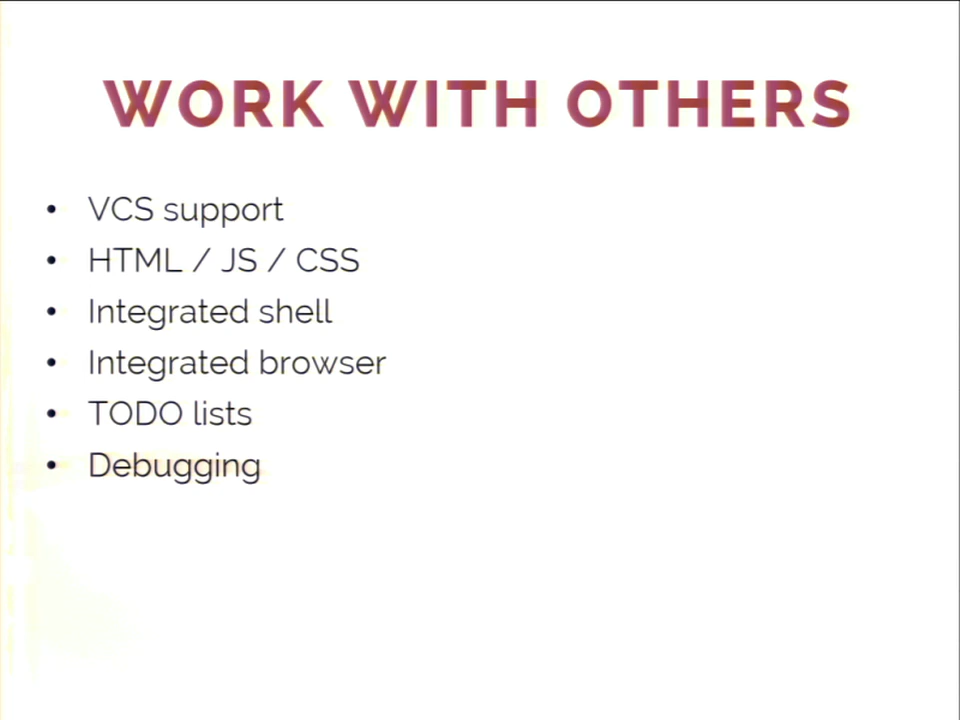 WORK WITH OTHERS
• VCS support
• HTML / JS / CSS
• Integrated shell
• Integrated browser
• TODO lists
• Debugging